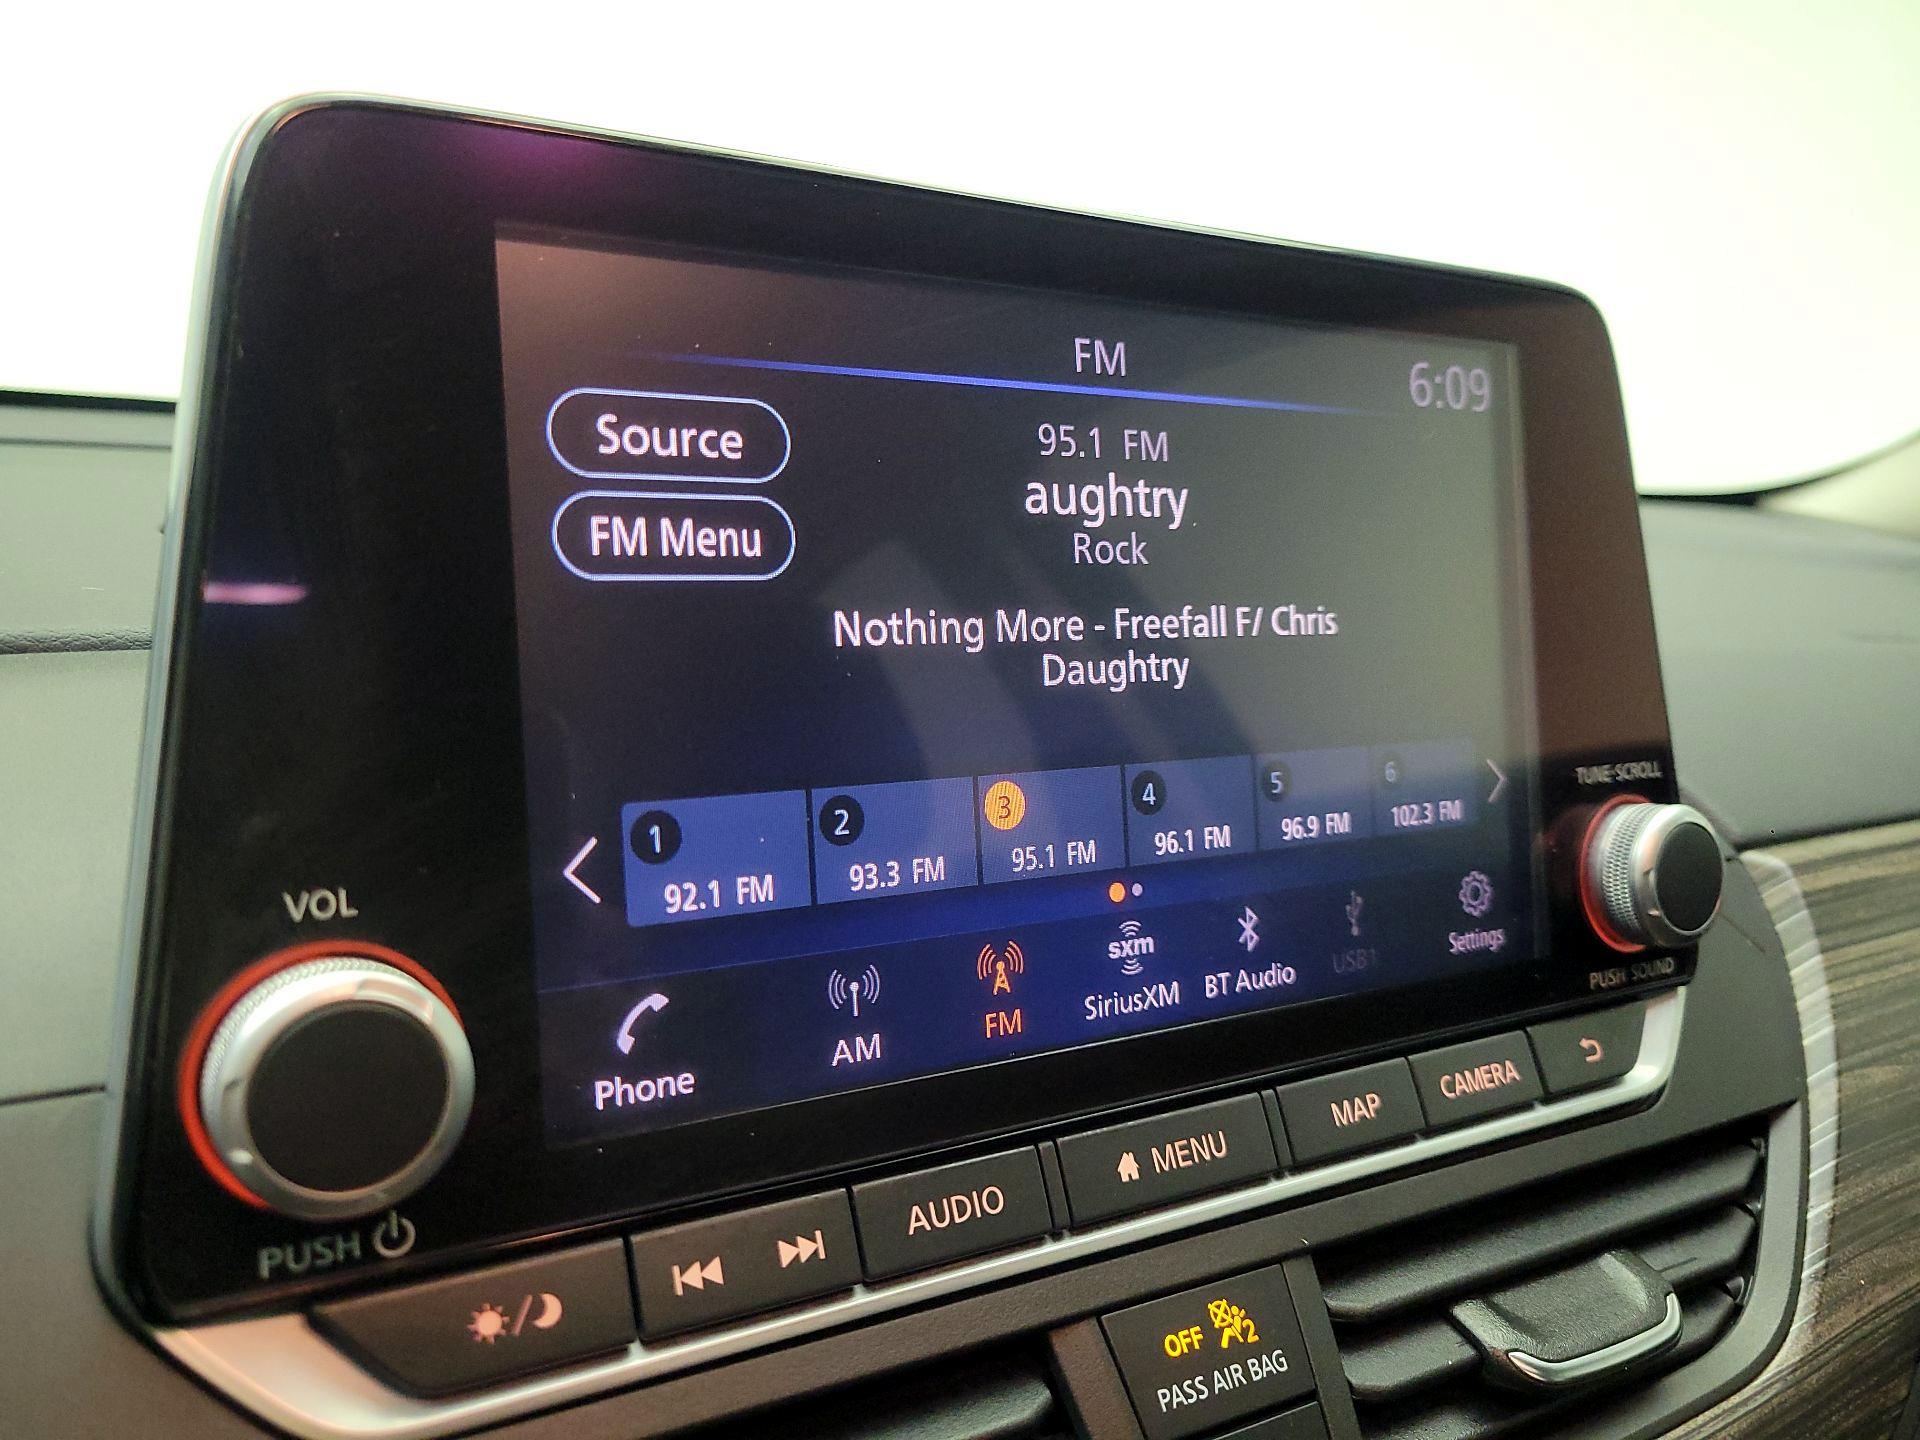 FM
6:09
Source
95.1 FM
aughtry
FM Menu
Rock
Nothing More - Freefall F/ Chris
Daughtry
1
2
3
4
5
6
92.1 FM
93.3 FM
95.1 FM
96.1 FM
96.9 FM
102.3 FM
Phone
AM
FM
sxm
SiriusXM
BT Audio
USB1
Settings
VOL
PUSH
TUNE·SCROLL
PUSH SOUND
AUDIO
MENU
MAP
CAMERA
OFF
2
PASS AIR BAG